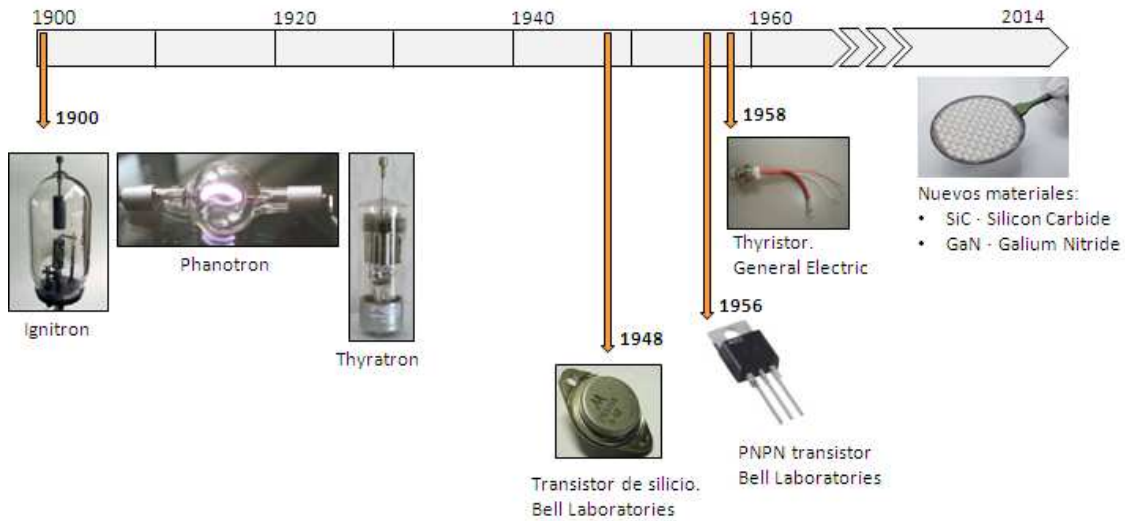 1900
1920
1940
1960
2014
1900
1958
Nuevos materiales:
• SiC - Silicon Carbide
• GaN - Galium Nitride
Phanotron
Thyristor.
General Electric
Ignitron
1956
1948
Thyratron
PNPN transistor
Bell Laboratories
Transistor de silicio.
Bell Laboratories